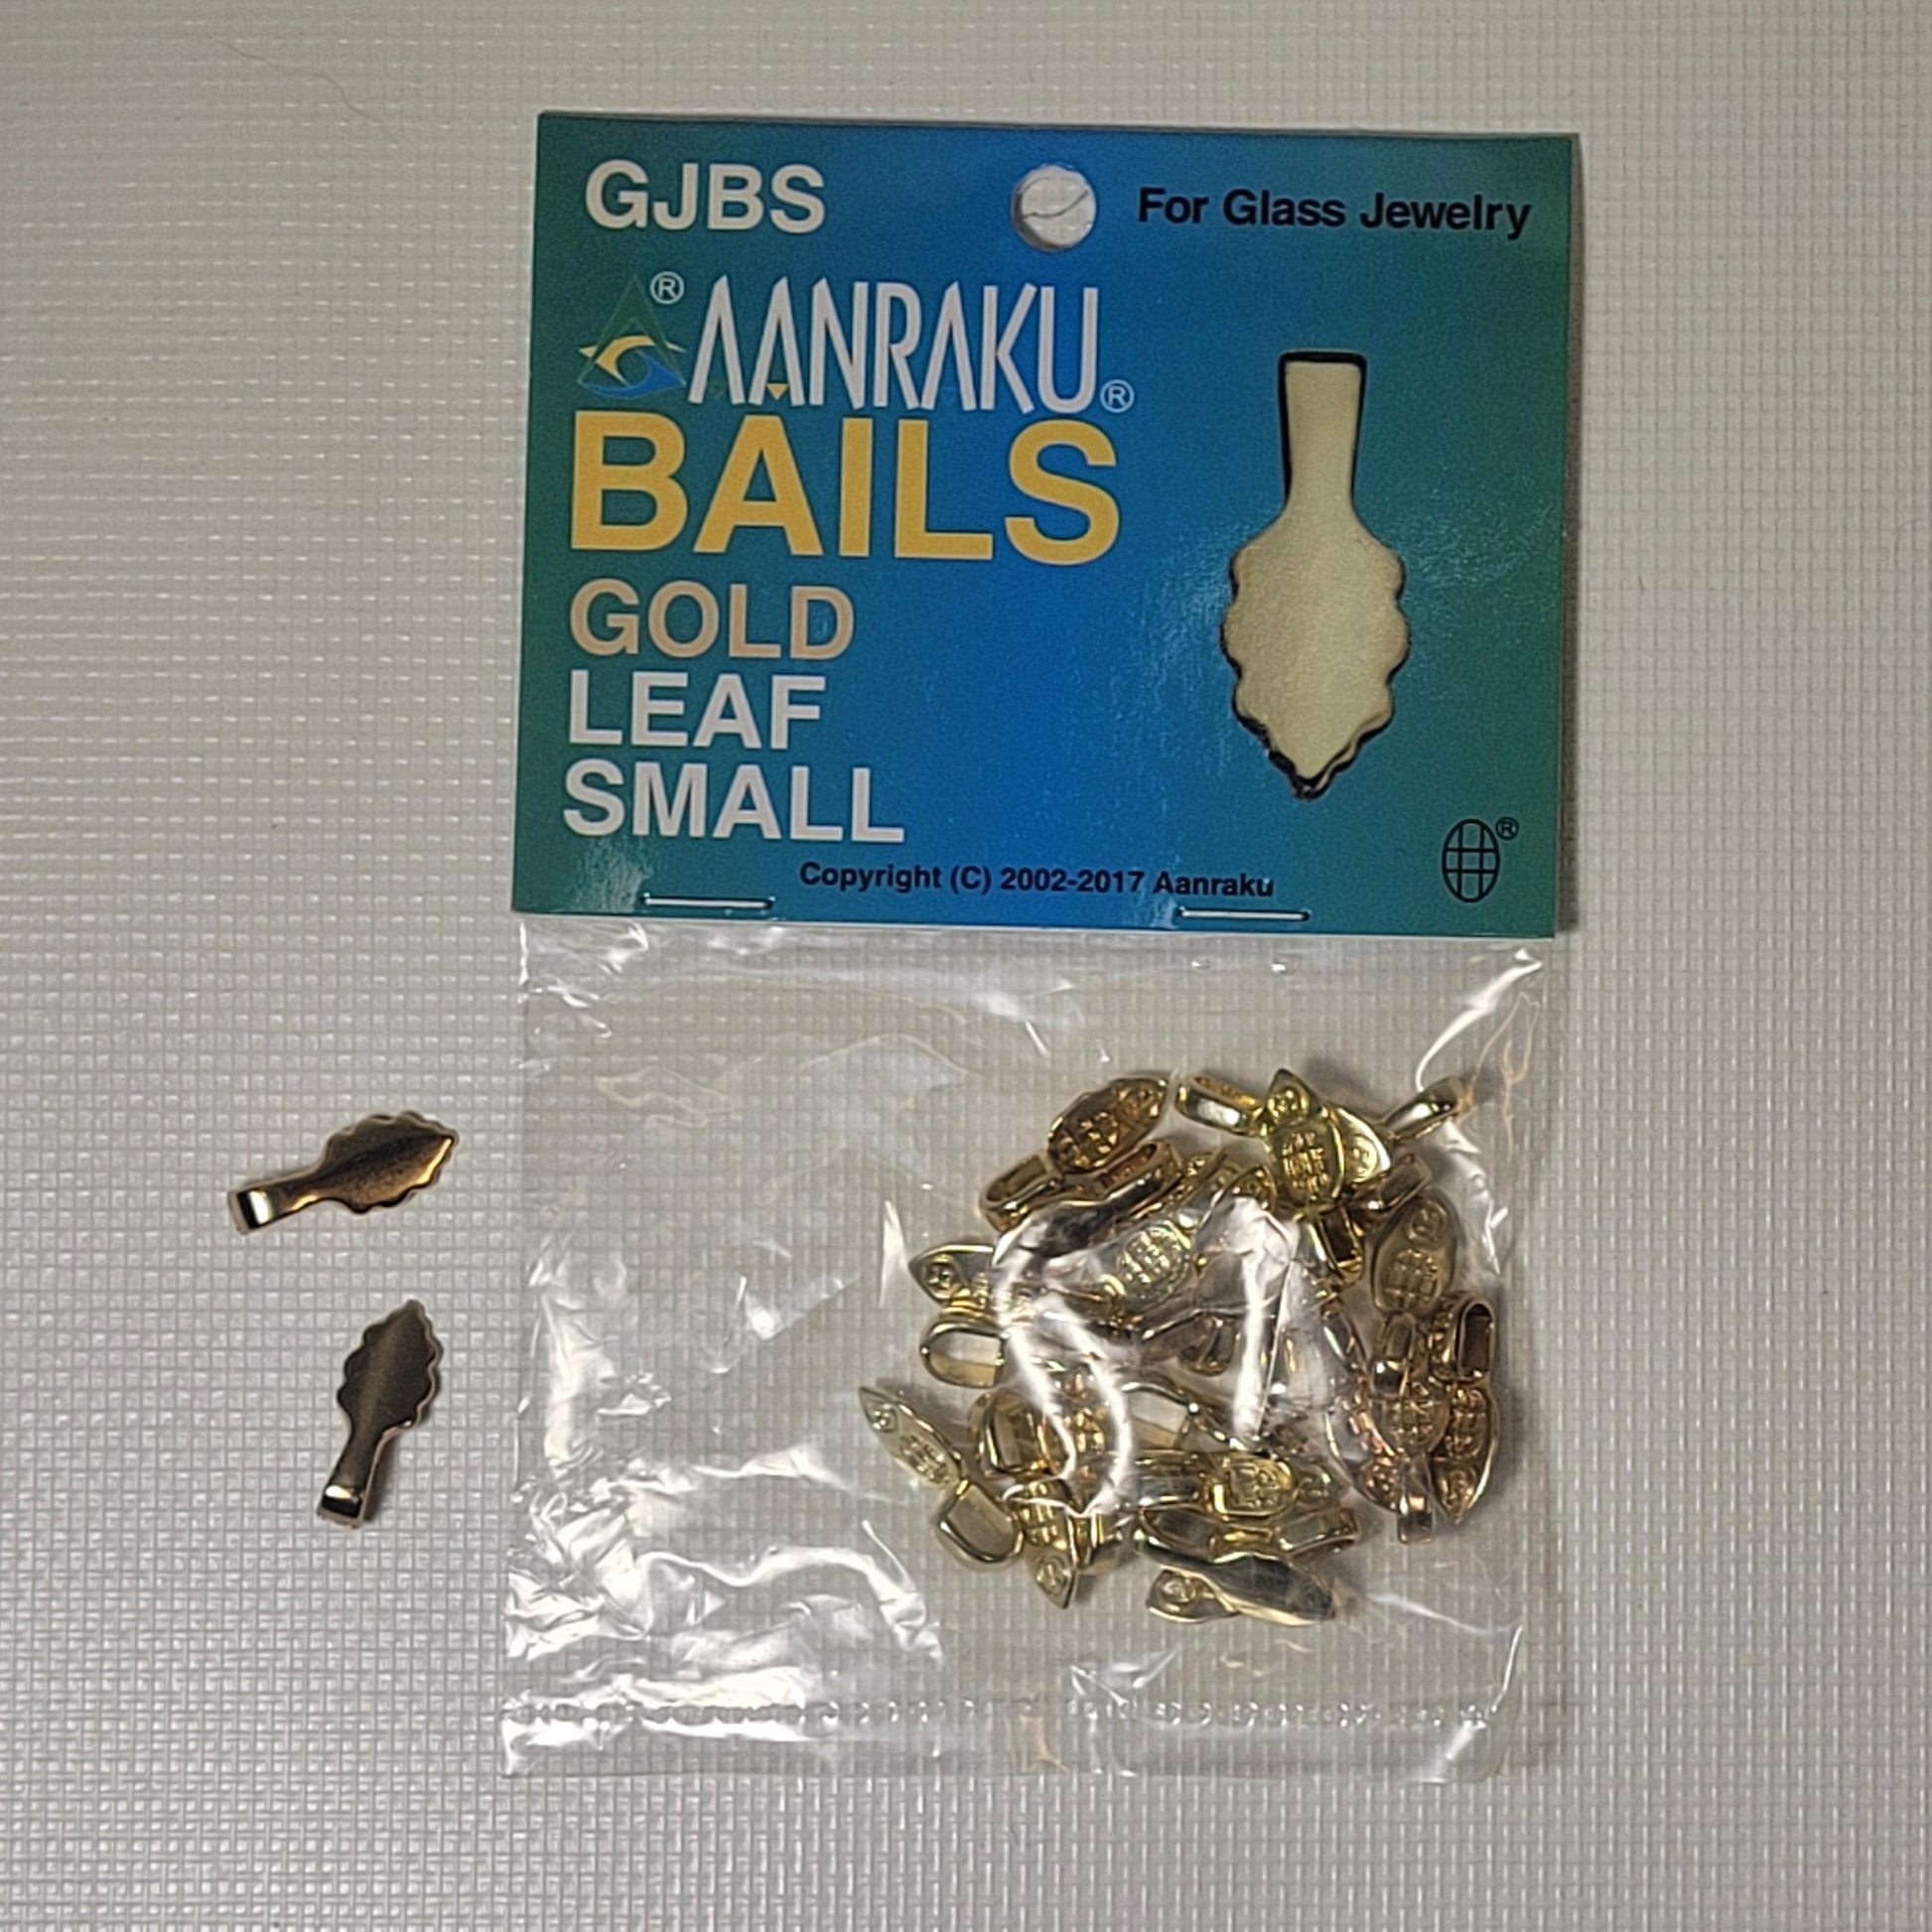 GJBS
For Glass Jewelry
® AANRAKU®
BAILS
GOLD
LEAF
SMALL
Copyright (C) 2002-2017 Aanraku
®